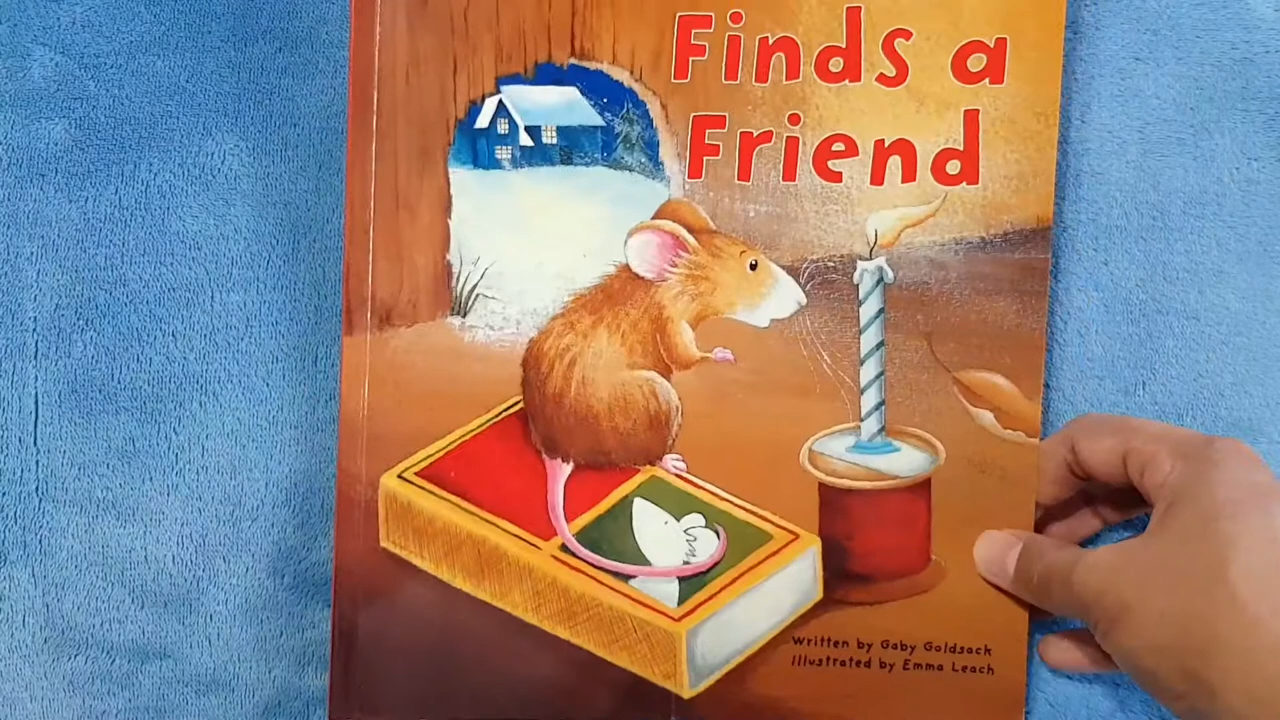 Finds a
Friend
Written by Gaby Goldsack
Illustrated by Emma Leach